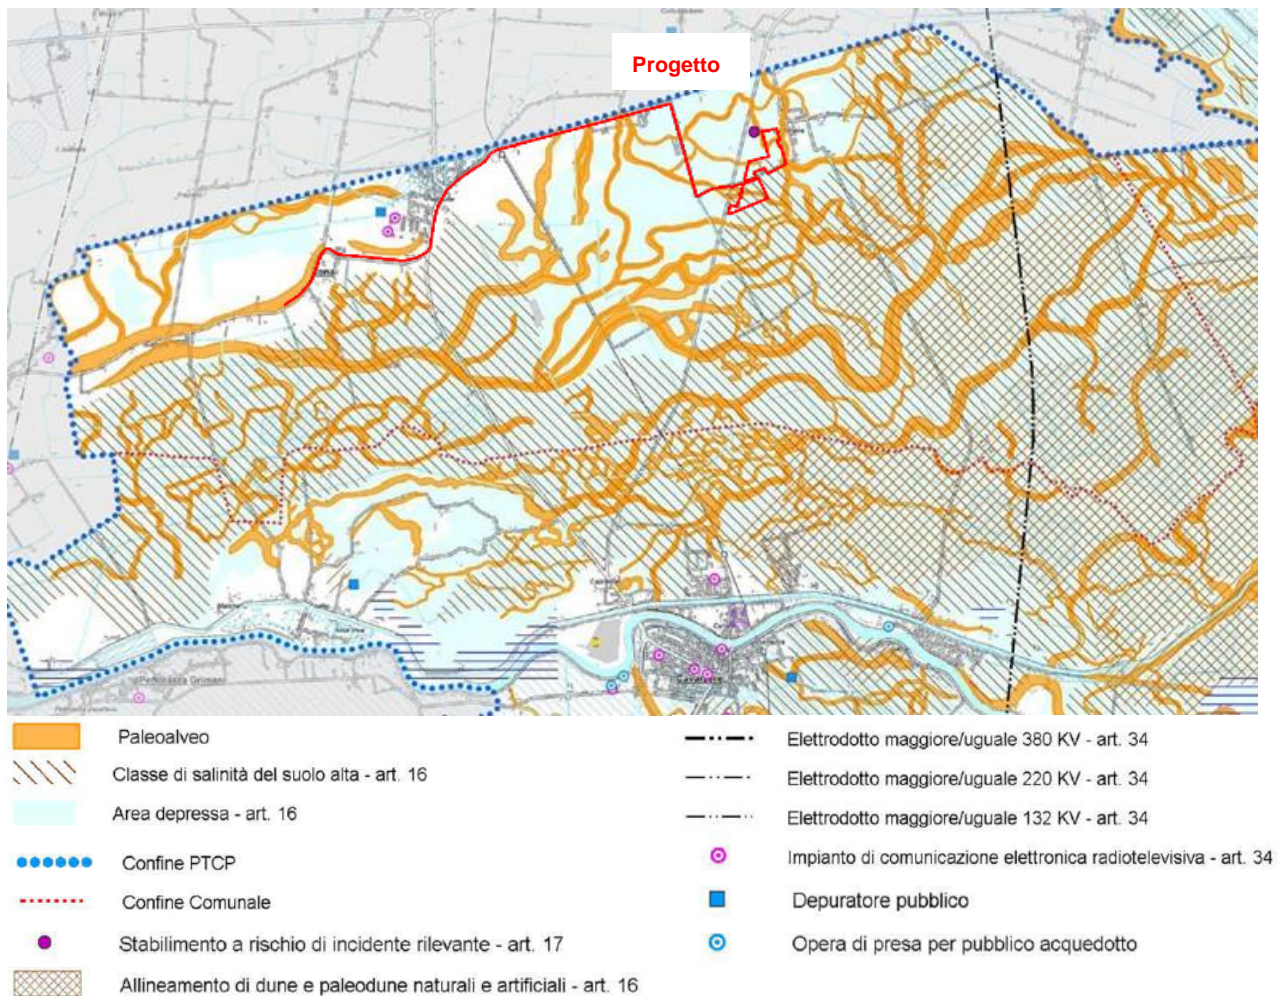 Progetto
Pettorazza Grimani
Cavarzere
Paleoalveo
Classe di salinità del suolo alta - art. 16
Area depressa - art. 16
Confine PTCP
Confine Comunale
Stabilimento a rischio di incidente rilevante - art. 17
Allineamento di dune e paleodune naturali e artificiali - art. 16
Elettrodotto maggiore/uguale 380 KV - art. 34
Elettrodotto maggiore/uguale 220 KV - art. 34
Elettrodotto maggiore/uguale 132 KV - art. 34
Impianto di comunicazione elettronica radiotelevisiva - art. 34
Depuratore pubblico
Opera di presa per pubblico acquedotto